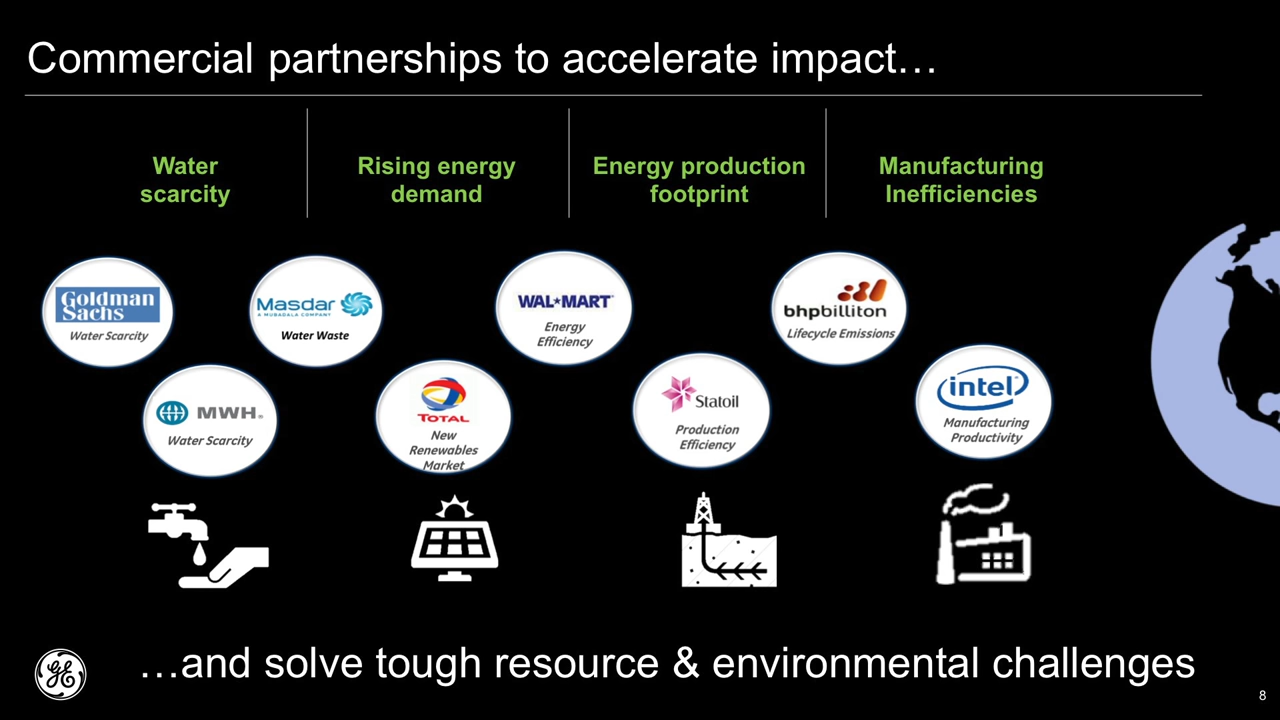 Commercial partnerships to accelerate impact…
Water
scarcity
Rising energy
demand
Energy production
footprint
Manufacturing
Inefficiencies
Goldman
Sachs
Water Scarcity
Masdar
A MUBADALA COMPANY
Water Waste
WAL★MART
Energy
Efficiency
bhpbilliton
Lifecycle Emissions
MWH®
Water Scarcity
TOTAL
New
Renewables
Market
Statoil
Production
Efficiency
intel™
Manufacturing
Productivity
…and solve tough resource & environmental challenges
GE
8